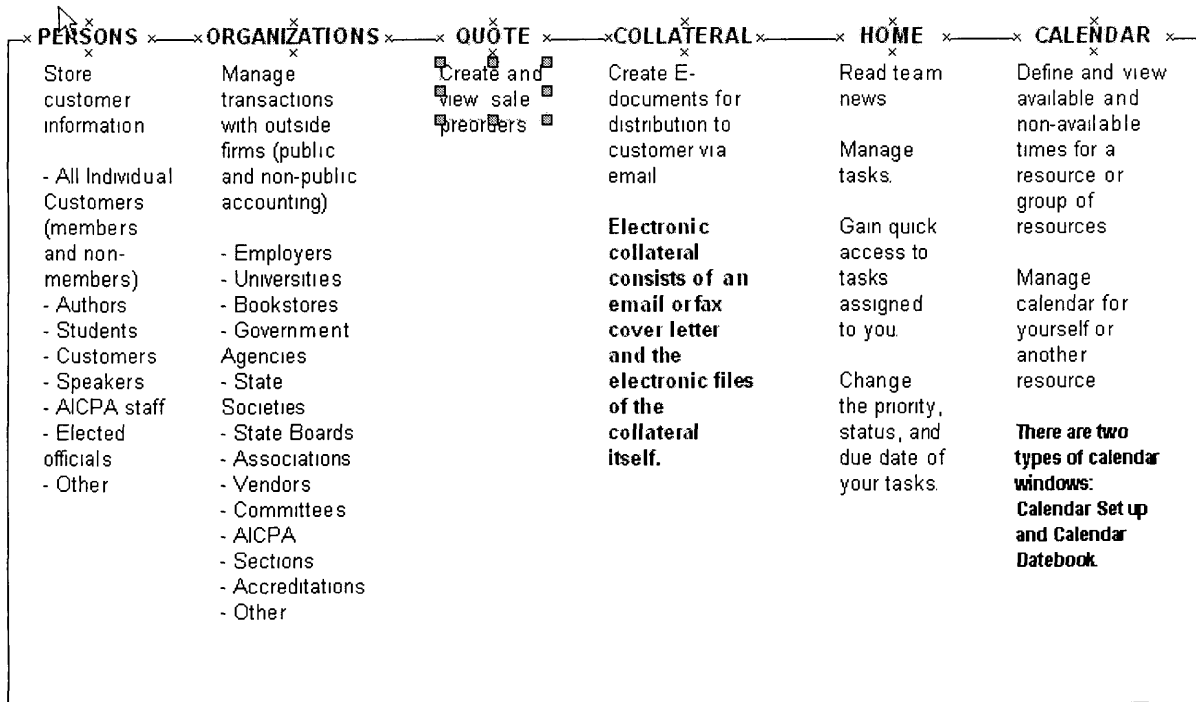 PERSONS ORGANIZATIONS QUOTE COLLATERAL HOME CALENDAR
Store
customer
information
- All Individual
Customers
(members
and non-
members)
- Authors
- Students
- Customers
- Speakers
- AICPA staff
- Elected
officials
- Other
Manage
transactions
with outside
firms (public
and non-public
accounting)
- Employers
- Universities
- Bookstores
- Government
Agencies
- State
Societies
- State Boards
- Associations
- Vendors
- Committees
- AICPA
- Sections
- Accreditations
- Other
Create and
view sale
preorders
Create E-
documents for
distribution to
customer via
email
Electronic
collateral
consists of an
email or fax
cover letter
and the
electronic files
of the
collateral
itself.
Read team
news
Manage
tasks.
Gain quick
access to
tasks
assigned
to you.
Change
the priority,
status, and
due date of
your tasks.
Define and view
available and
non-available
times for a
resource or
group of
resources
Manage
calendar for
yourself or
another
resource
There are two
types of calendar
windows:
Calendar Set up
and Calendar
Datebook.